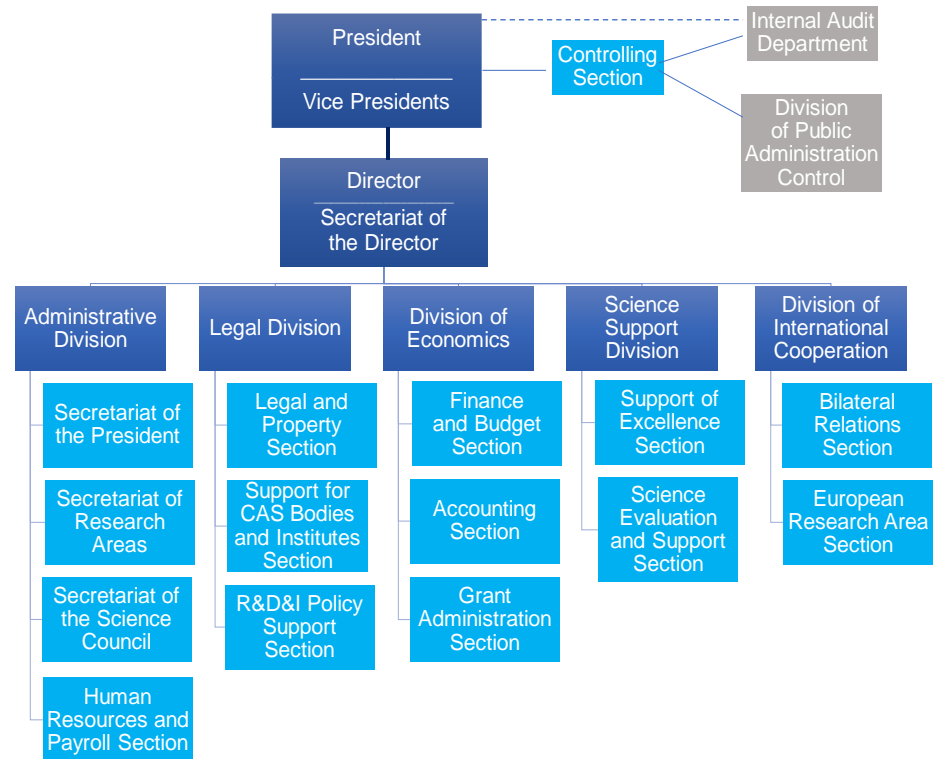 President
Vice Presidents
Controlling
Section
Internal Audit
Department
Division
of Public
Administration
Control
Director
Secretariat of
the Director
Administrative
Division
Legal Division
Division of
Economics
Science
Support
Division
Division of
International
Cooperation
Secretariat of
the President
Secretariat of
Research
Areas
Secretariat of
the Science
Council
Human
Resources and
Payroll Section
Legal and
Property
Section
Support for
CAS Bodies
and Institutes
Section
R&D&I Policy
Support
Section
Finance
and Budget
Section
Accounting
Section
Grant
Administration
Section
Support of
Excellence
Section
Science
Evaluation
and Support
Section
Bilateral
Relations
Section
European
Research Area
Section